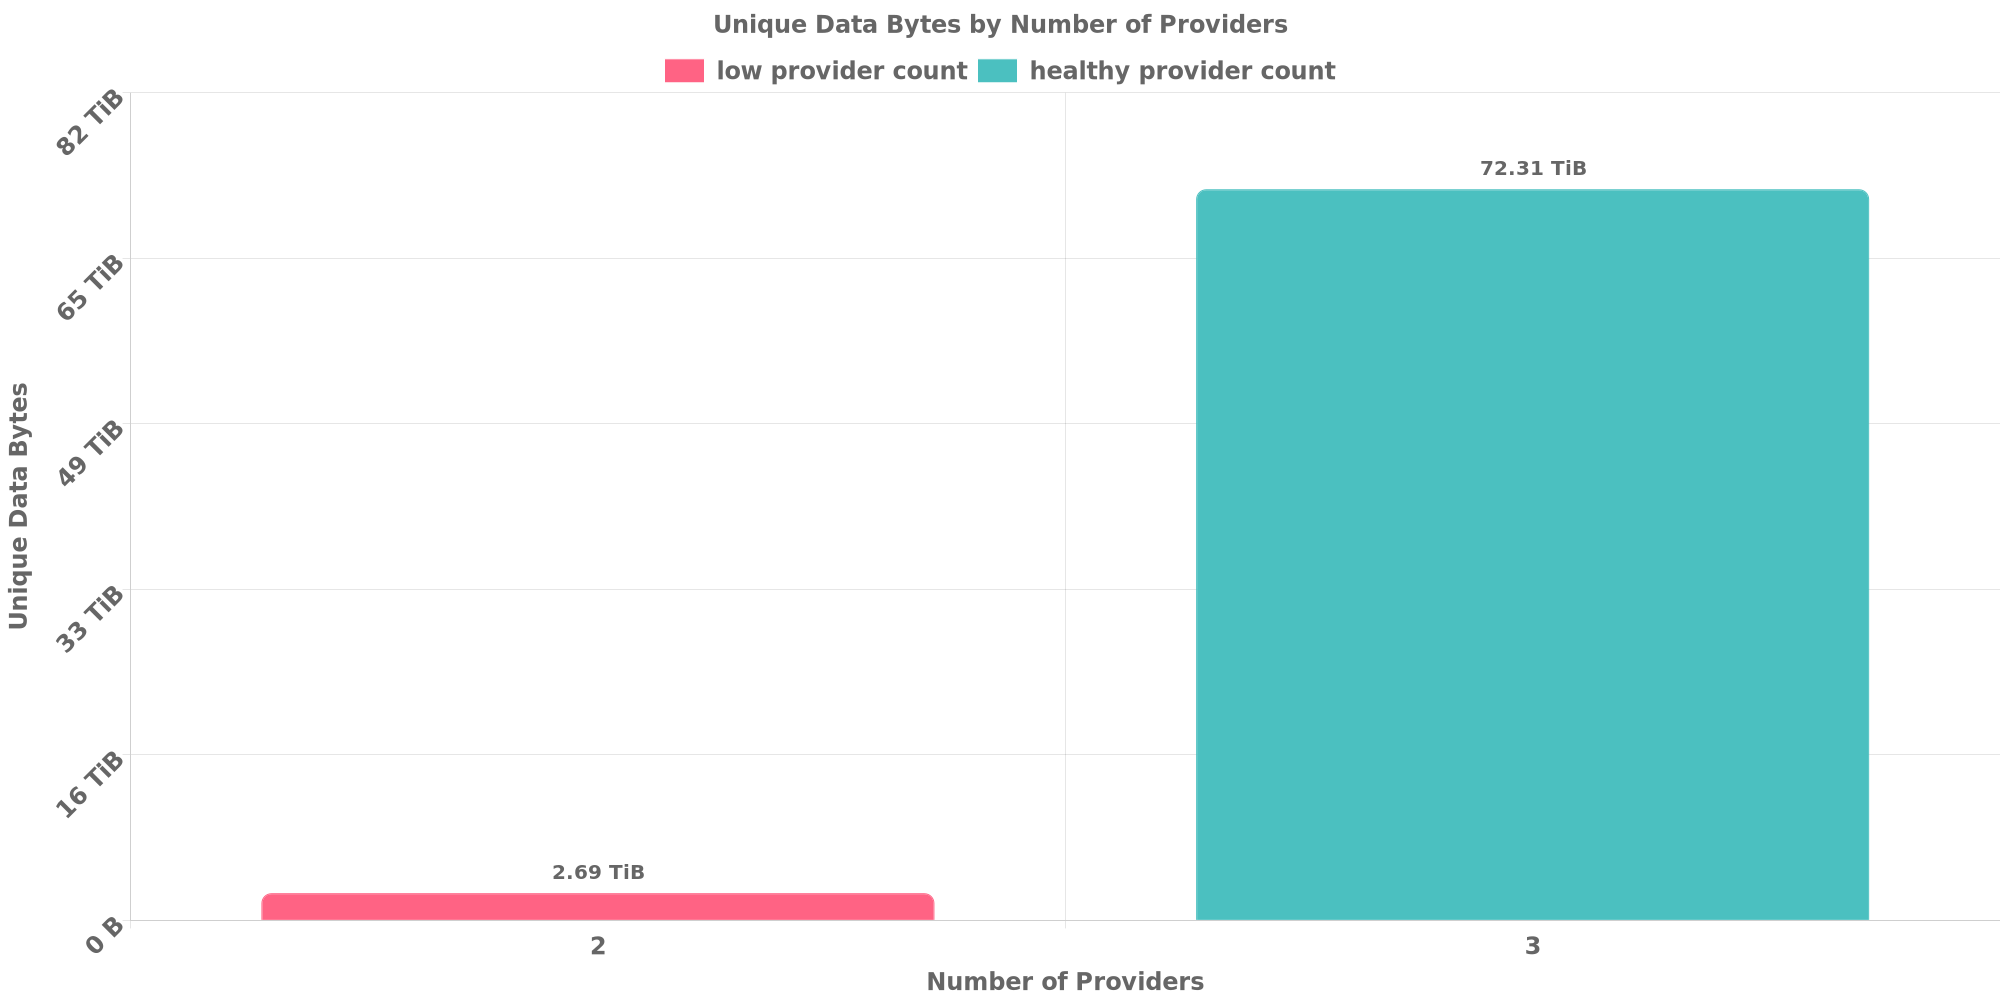 Unique Data Bytes by Number of Providers
low provider count
healthy provider count
82 TiB
65 TiB
49 TiB
33 TiB
16 TiB
0 B
Unique Data Bytes
72.31 TiB
2.69 TiB
2
3
Number of Providers